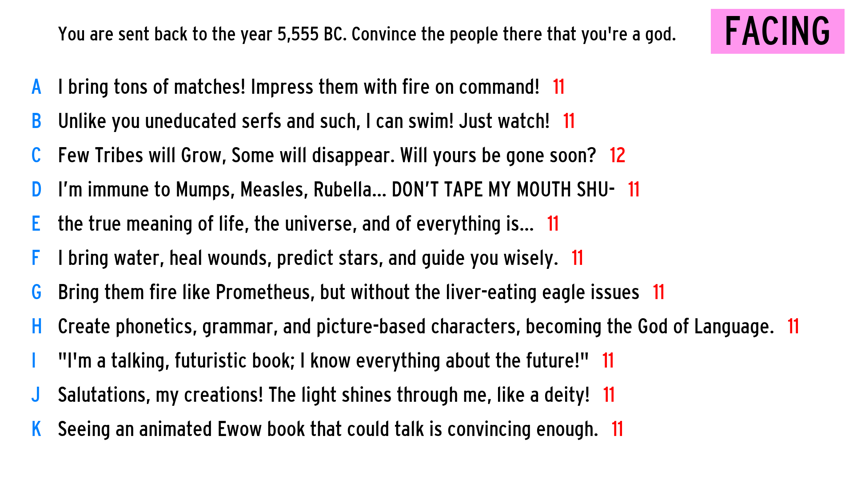 You are sent back to the year 5,555 BC. Convince the people there that you're a god.
FACING
A I bring tons of matches! Impress them with fire on command! 11
B Unlike you uneducated serfs and such, I can swim! Just watch! 11
C Few Tribes will Grow, Some will disappear. Will yours be gone soon? 12
D I'm immune to Mumps, Measles, Rubella... DON'T TAPE MY MOUTH SHU- 11
E the true meaning of life, the universe, and of everything is... 11
F I bring water, heal wounds, predict stars, and guide you wisely. 11
G Bring them fire like Prometheus, but without the liver-eating eagle issues 11
H Create phonetics, grammar, and picture-based characters, becoming the God of Language. 11
I "I'm a talking, futuristic book; I know everything about the future!" 11
J Salutations, my creations! The light shines through me, like a deity! 11
K Seeing an animated Ewow book that could talk is convincing enough. 11